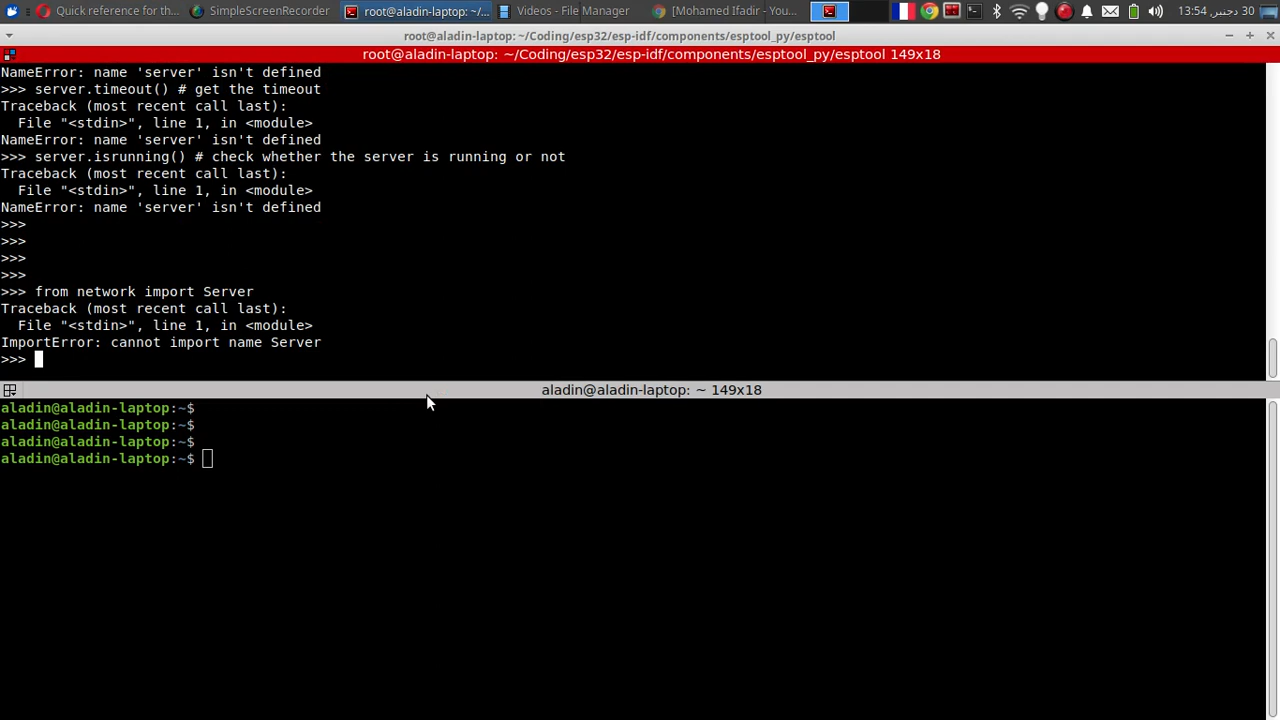 Quick reference for th... SimpleScreenRecorder root@aladin-laptop: ~/... Videos - File Manager [Mohamed Ifadir - You... 13:54 ,30 دجنبر
root@aladin-laptop: ~/Coding/esp32/esp-idf/components/esptool_py/esptool
root@aladin-laptop: ~/Coding/esp32/esp-idf/components/esptool_py/esptool 149x18
NameError: name 'server' isn't defined
>>> server.timeout() # get the timeout
Traceback (most recent call last):
  File "<stdin>", line 1, in <module>
NameError: name 'server' isn't defined
>>> server.isrunning() # check whether the server is running or not
Traceback (most recent call last):
  File "<stdin>", line 1, in <module>
NameError: name 'server' isn't defined
>>>
>>>
>>>
>>>
>>> from network import Server
Traceback (most recent call last):
  File "<stdin>", line 1, in <module>
ImportError: cannot import name Server
>>>
aladin@aladin-laptop: ~ 149x18
aladin@aladin-laptop:~$
aladin@aladin-laptop:~$
aladin@aladin-laptop:~$
aladin@aladin-laptop:~$